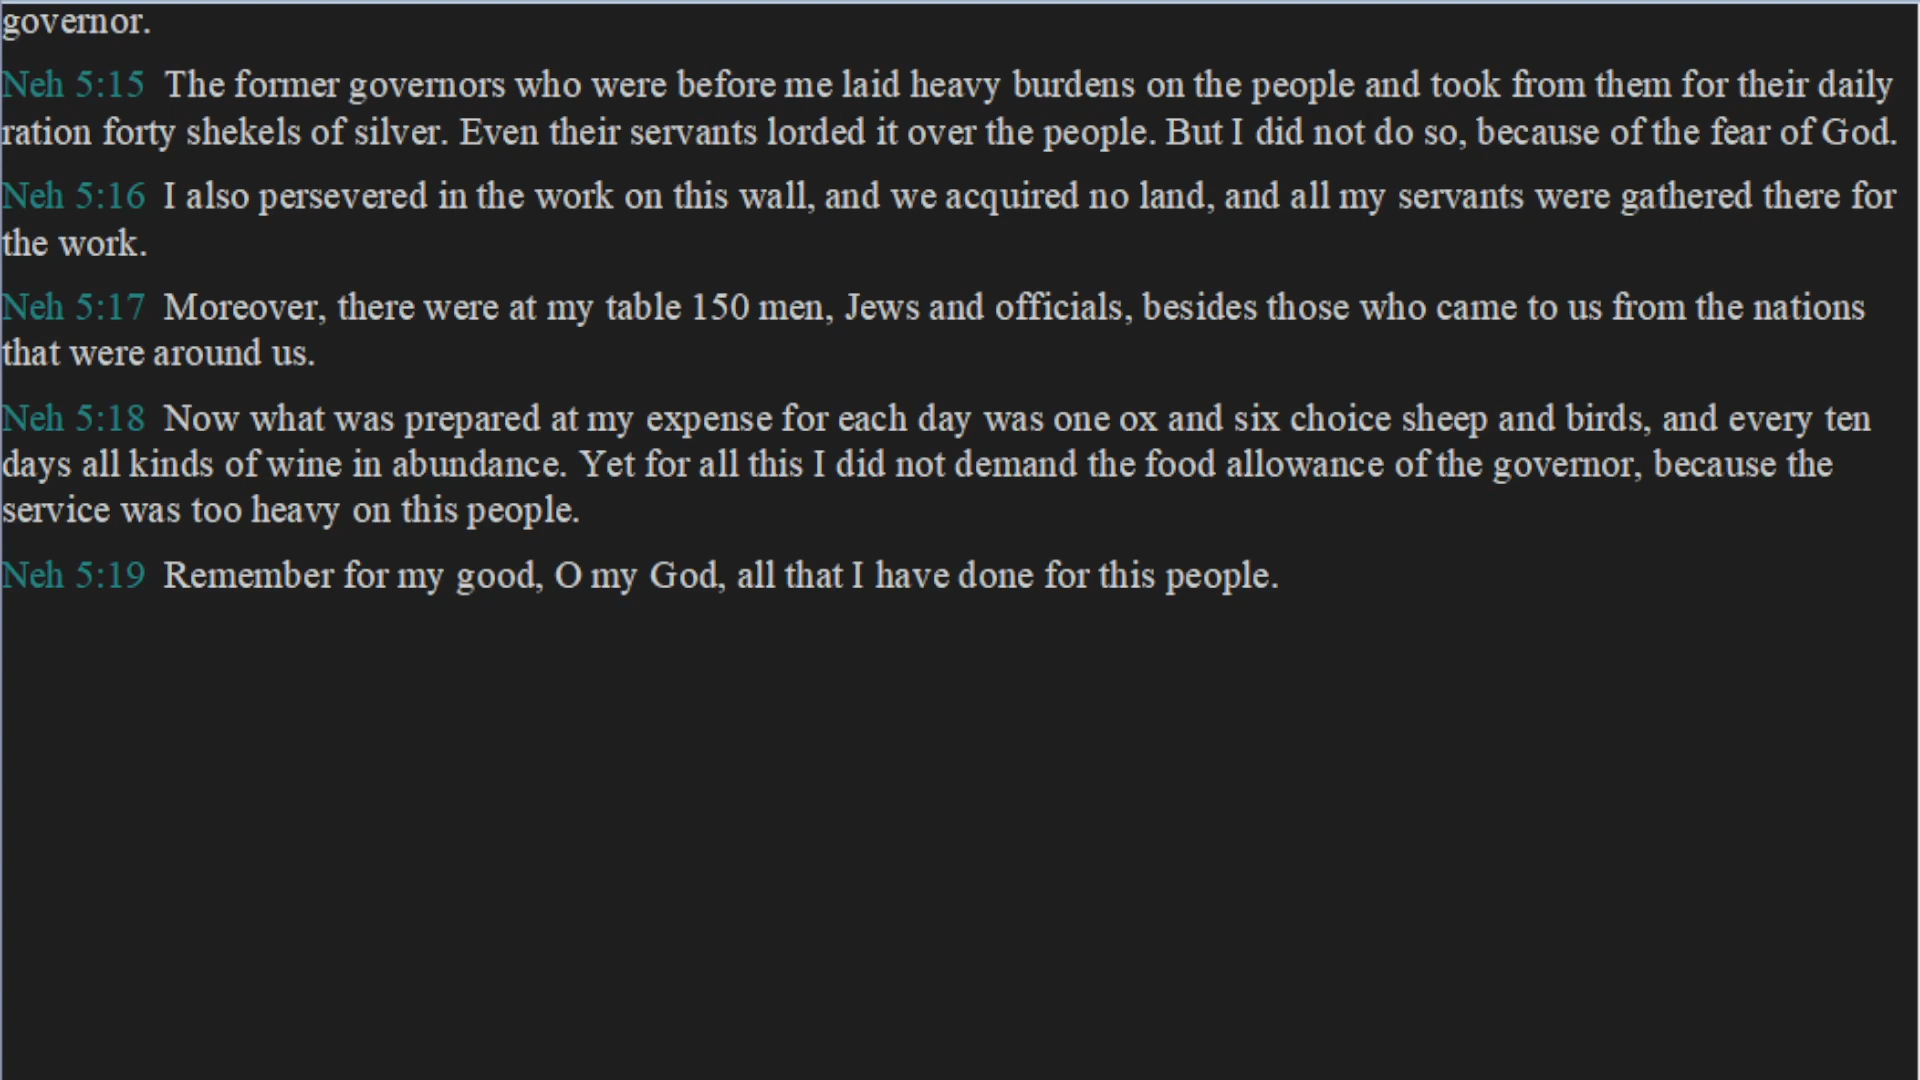 governor.
Neh 5:15 The former governors who were before me laid heavy burdens on the people and took from them for their daily
ration forty shekels of silver. Even their servants lorded it over the people. But I did not do so, because of the fear of God.
Neh 5:16 I also persevered in the work on this wall, and we acquired no land, and all my servants were gathered there for
the work.
Neh 5:17 Moreover, there were at my table 150 men, Jews and officials, besides those who came to us from the nations
that were around us.
Neh 5:18 Now what was prepared at my expense for each day was one ox and six choice sheep and birds, and every ten
days all kinds of wine in abundance. Yet for all this I did not demand the food allowance of the governor, because the
service was too heavy on this people.
Neh 5:19 Remember for my good, O my God, all that I have done for this people.